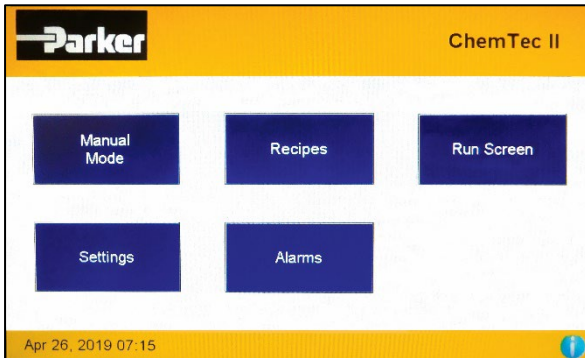 Parker
ChemTec II
Manual
Mode
Recipes
Run Screen
Settings
Alarms
Apr 26, 2019 07:15
i